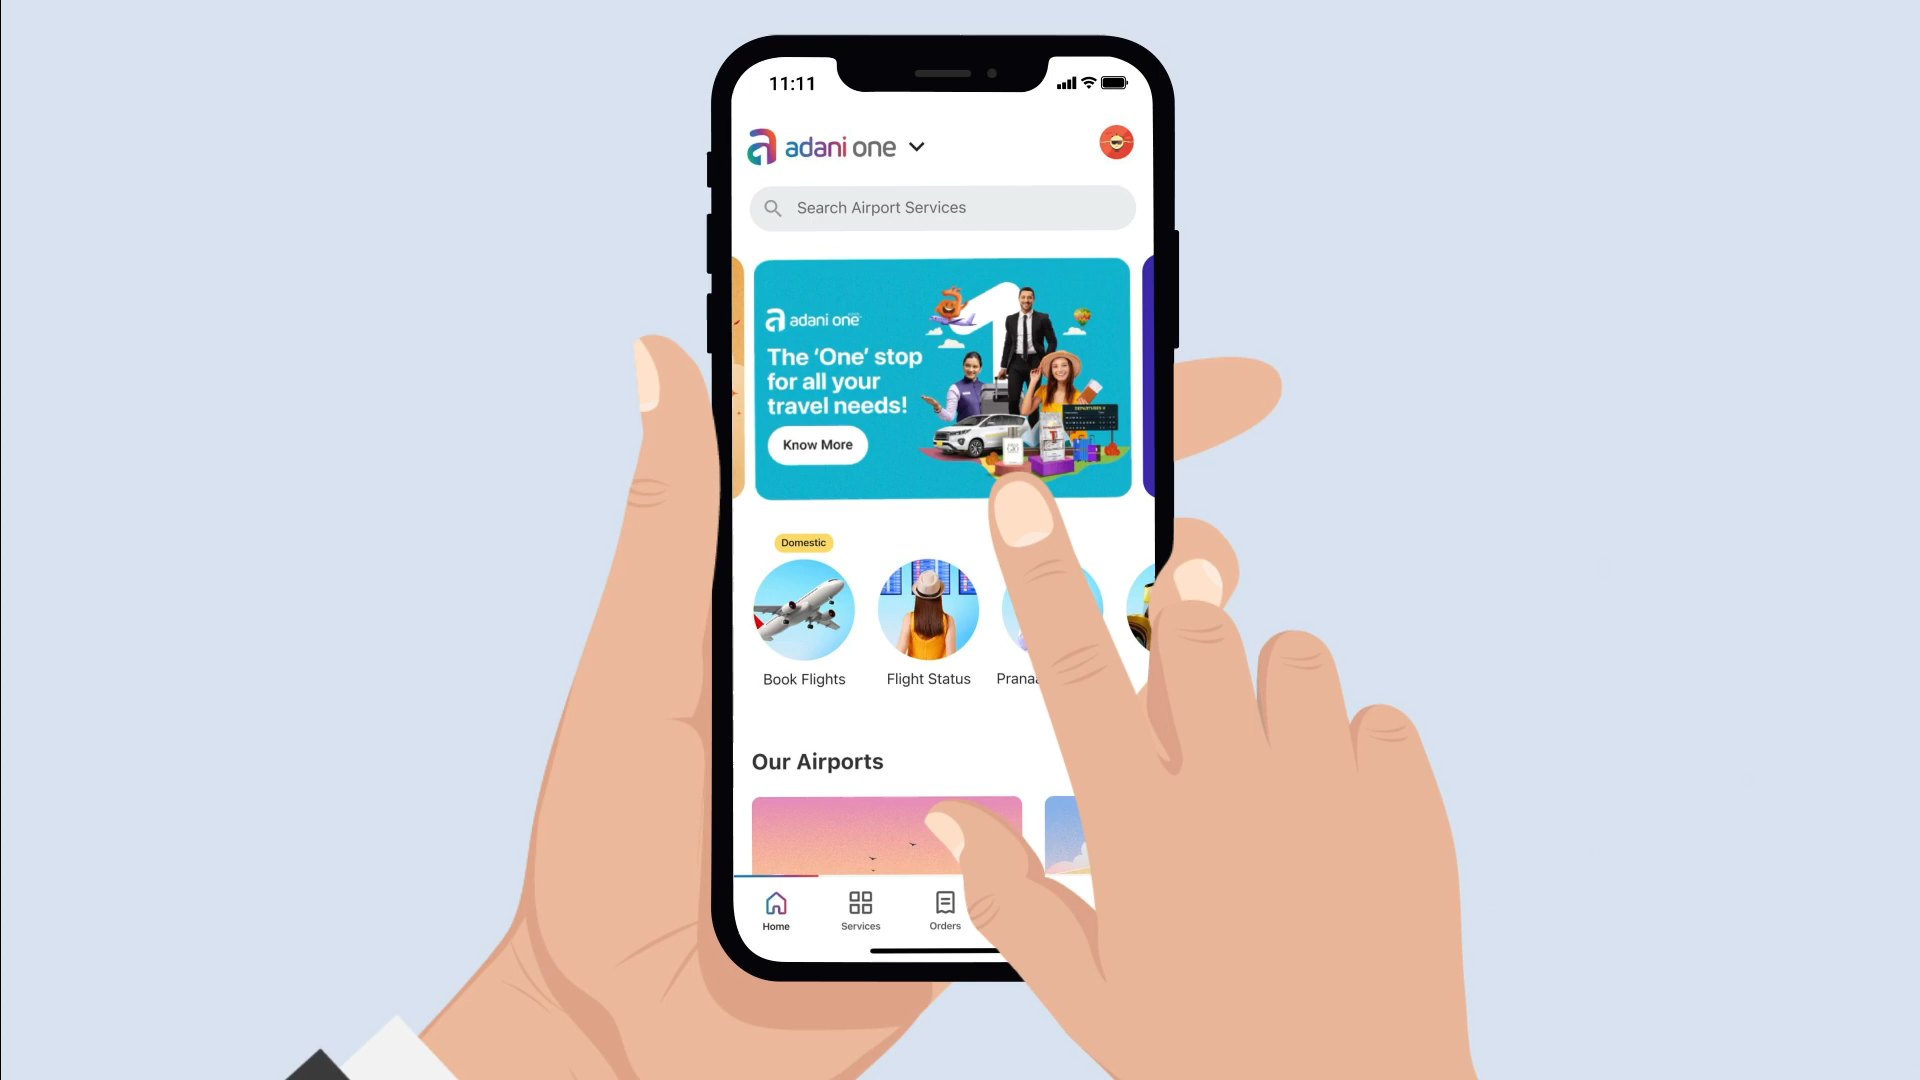 11:11
adani one
Search Airport Services
adani one
The ‘One’ stop
for all your
travel needs!
Know More
DEPARTURES
Domestic
Book Flights
Flight Status
Our Airports
Home
Services
Orders